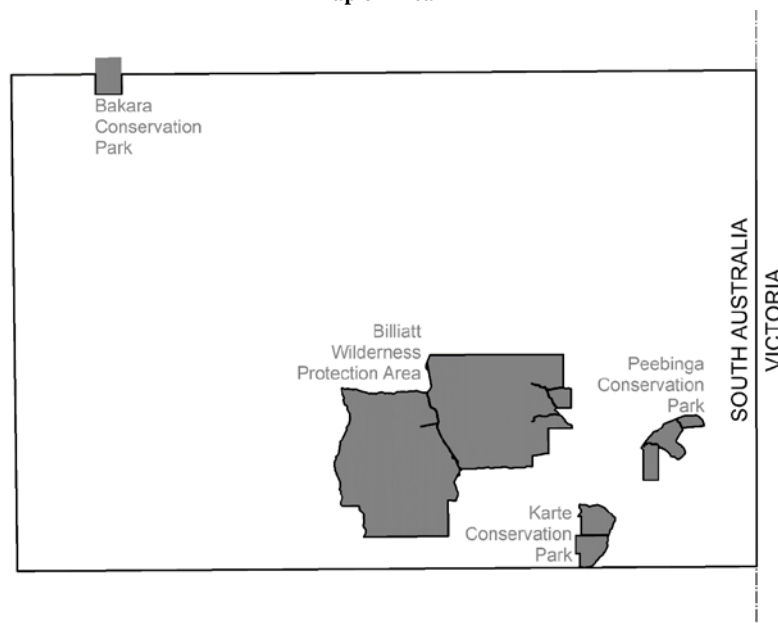 Bakara
Conservation
Park
Billiatt
Wilderness
Protection Area
Peebinga
Conservation
Park
Karte
Conservation
Park
SOUTH AUSTRALIA
VICTORIA